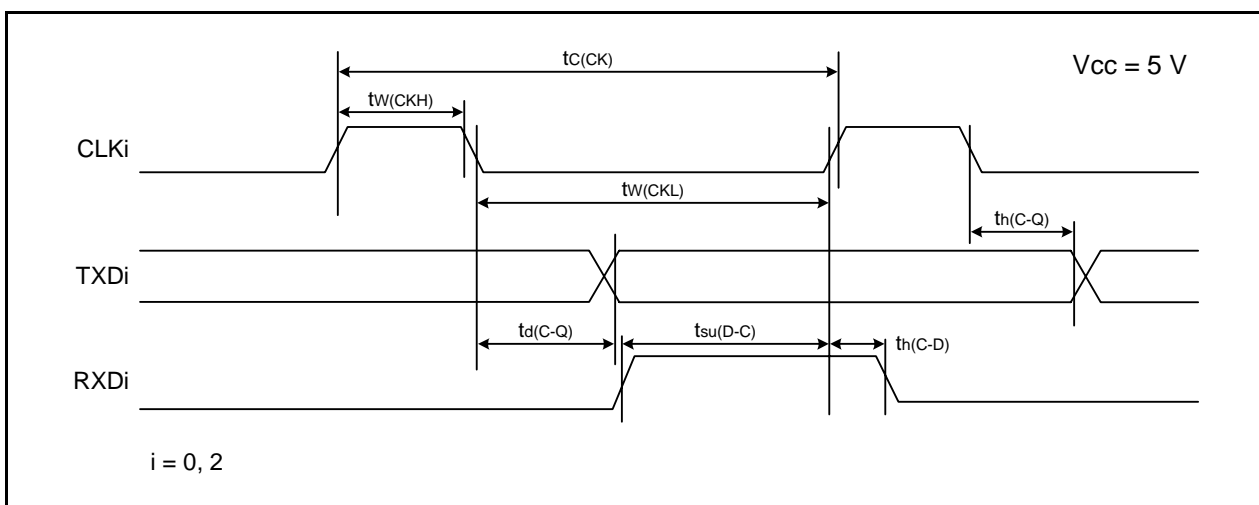 tC(CK)
Vcc = 5 V
tW(CKH)
CLKi
tW(CKL)
th(C-Q)
TXDi
td(C-Q)
tsu(D-C)
th(C-D)
RXDi
i = 0, 2